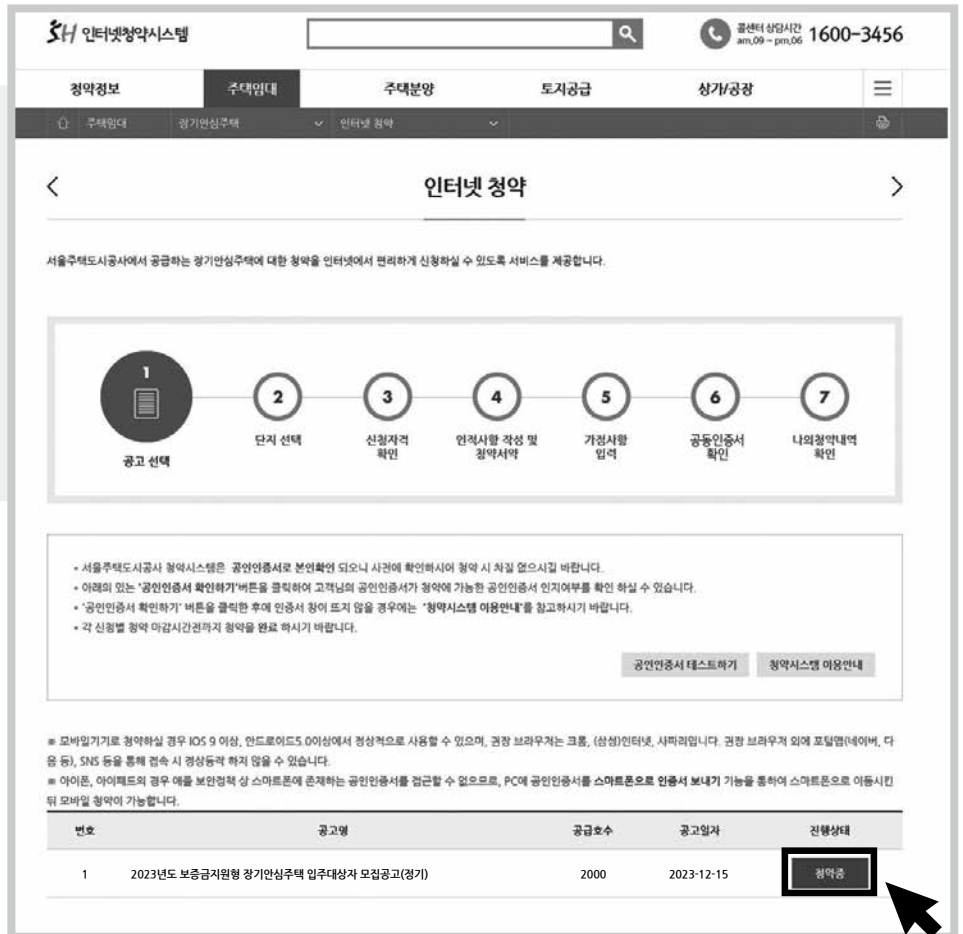 SH 인터넷청약시스템
콜센터 상담시간
am.09 ~ pm.06 1600-3456
청약정보 주택임대 주택분양 토지공급 상가/공장
주택임대 장기안심주택 인터넷 청약
인터넷 청약
서울주택도시공사에서 공급하는 장기안심주택에 대한 청약을 인터넷에서 편리하게 신청하실 수 있도록 서비스를 제공합니다.
1 2 3 4 5 6 7
공고 선택
단지 선택
신청자격
확인
인적사항 작성 및
청약서약
가점사항
입력
공동인증서
확인
나의청약내역
확인
• 서울주택도시공사 청약시스템은 공인인증서로 본인확인 되오니 사전에 확인하시어 청약 시 차질 없으시길 바랍니다.
• 아래의 있는 '공인인증서 확인하기'버튼을 클릭하여 고객님의 공인인증서가 청약에 가능한 공인인증서 인지여부를 확인 하실 수 있습니다.
• '공인인증서 확인하기' 버튼을 클릭한 후에 인증서 창이 뜨지 않을 경우에는 '청약시스템 이용안내'를 참고하시기 바랍니다.
• 각 신청별 청약 마감시간전까지 청약을 완료 하시기 바랍니다.
공인인증서 테스트하기 청약시스템 이용안내
※ 모바일기기로 청약하실 경우 IOS 9 이상, 안드로이드5.0이상에서 정상적으로 사용할 수 있으며, 권장 브라우저는 크롬, (삼성)인터넷, 사파리입니다. 권장 브라우저 외에 포털앱(네이버, 다
음 등), SNS 등을 통해 접속 시 정상동작 하지 않을 수 있습니다.
※ 아이폰, 아이패드의 경우 애플 보안정책 상 스마트폰에 존재하는 공인인증서를 접근할 수 없으므로, PC에 공인인증서를 스마트폰으로 인증서 보내기 기능을 통하여 스마트폰으로 이동시킨
뒤 모바일 청약이 가능합니다.
번호 공고명 공급호수 공고일자 진행상태
1 2023년도 보증금지원형 장기안심주택 입주대상자 모집공고(정기) 2000 2023-12-15 청약중